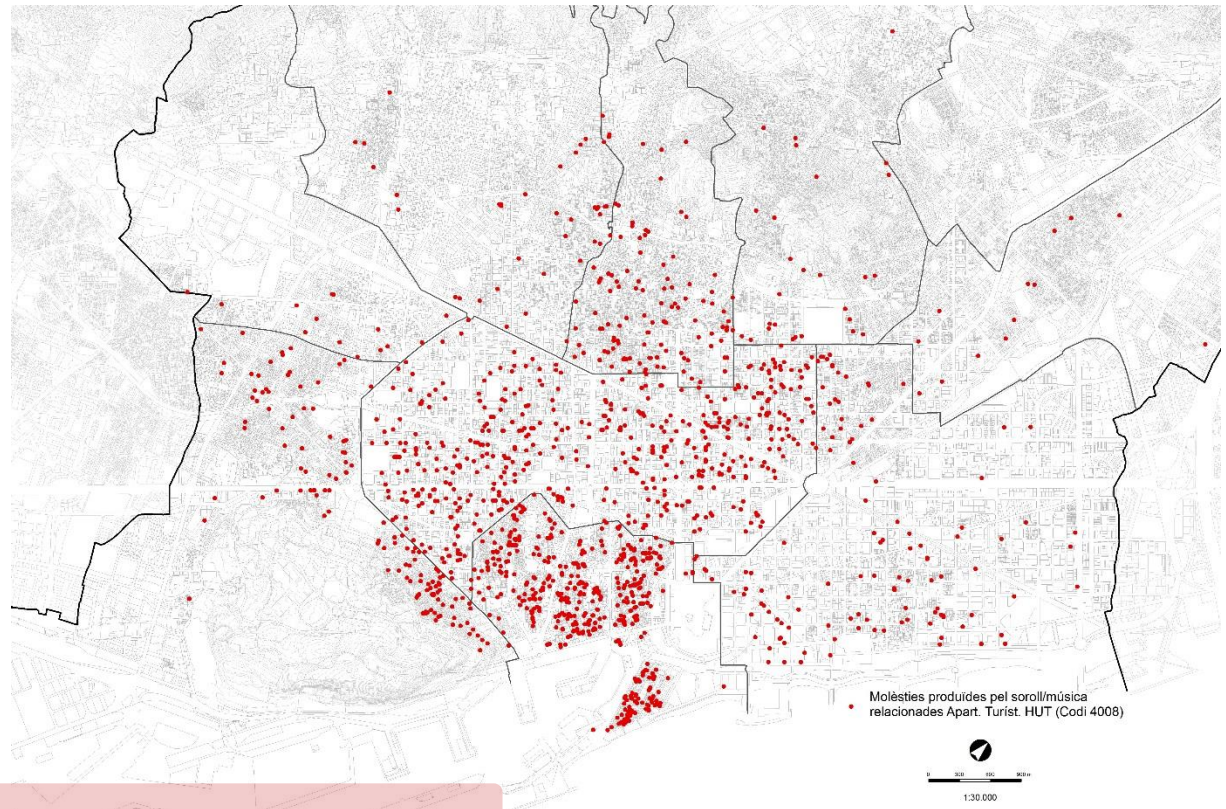 Molèsties produïdes pel soroll/música
relacionades Apart. Turíst. HUT (Codi 4008)
1:30.000